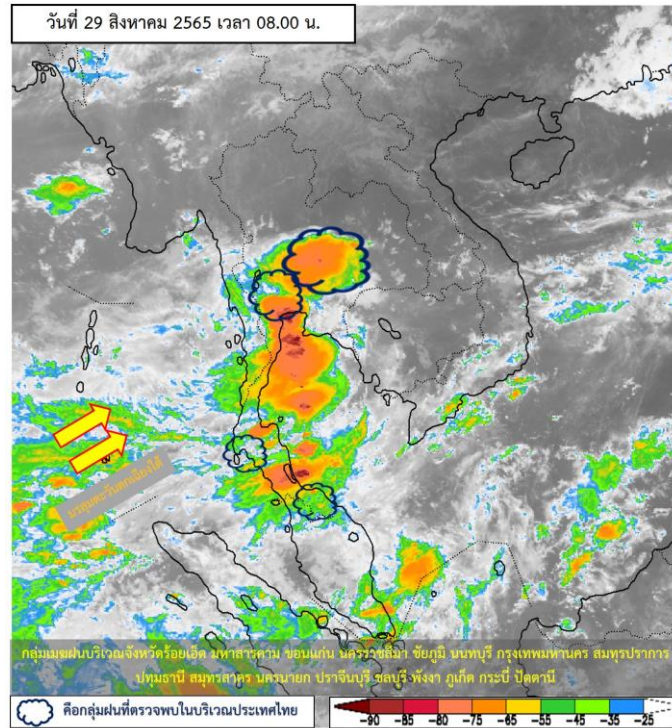 วันที่ 29 สิงหาคม 2565 เวลา 08.00 น.
มรสุมตะวันตกเฉียงใต้
กลุ่มเมฆฝนบริเวณจังหวัดร้อยเอ็ด มหาสารคาม ขอนแก่น นครราชสีมา ชัยภูมิ นนทบุรี กรุงเทพมหานคร สมุทรปราการ
ปทุมธานี สมุทรสาคร นครนายก ปราจีนบุรี ชลบุรี พังงา ภูเก็ต กระบี่ ปัตตานี
คือกลุ่มฝนที่ตรวจพบในบริเวณประเทศไทย
-90 -85 -80 -75 -65 -55 -45 -35 -25